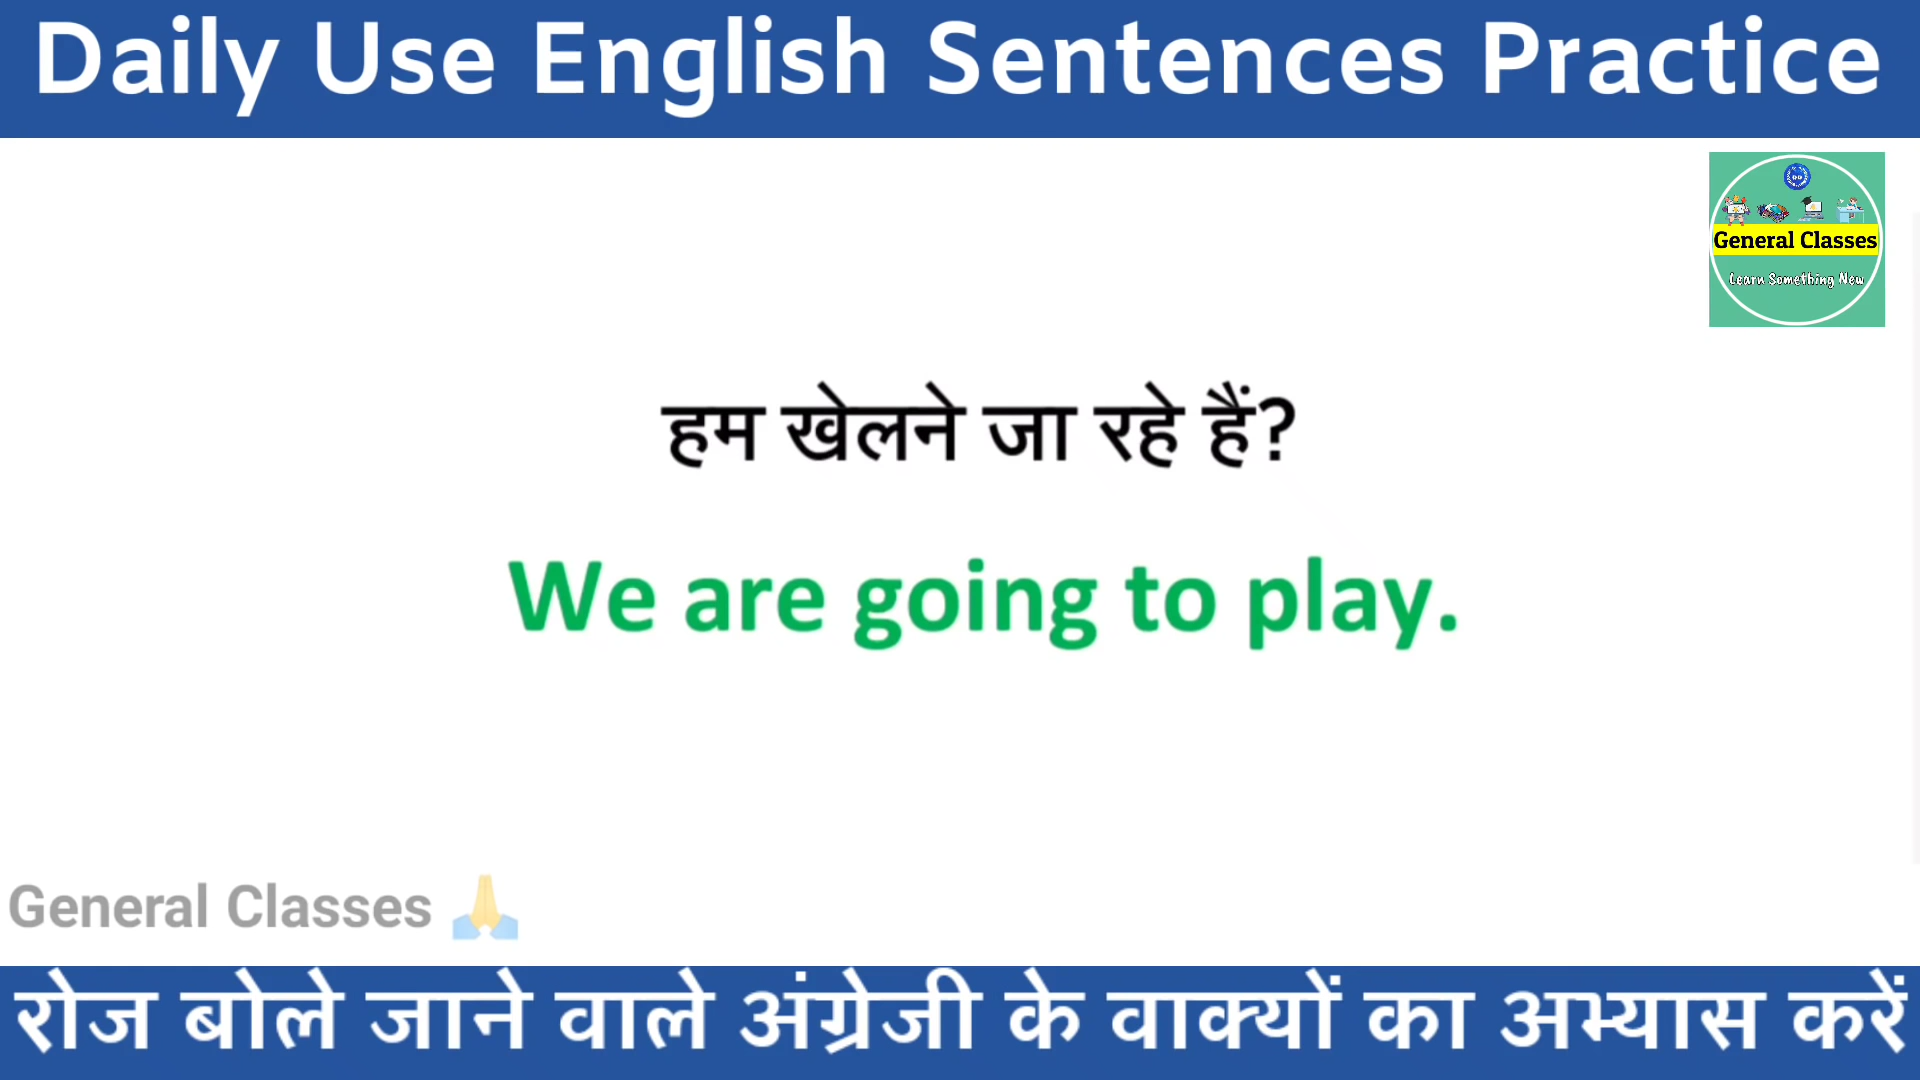 Daily Use English Sentences Practice
General Classes
Learn Something New
हम खेलने जा रहे हैं?
We are going to play.
General Classes 🙏
रोज बोले जाने वाले अंग्रेजी के वाक्यों का अभ्यास करें